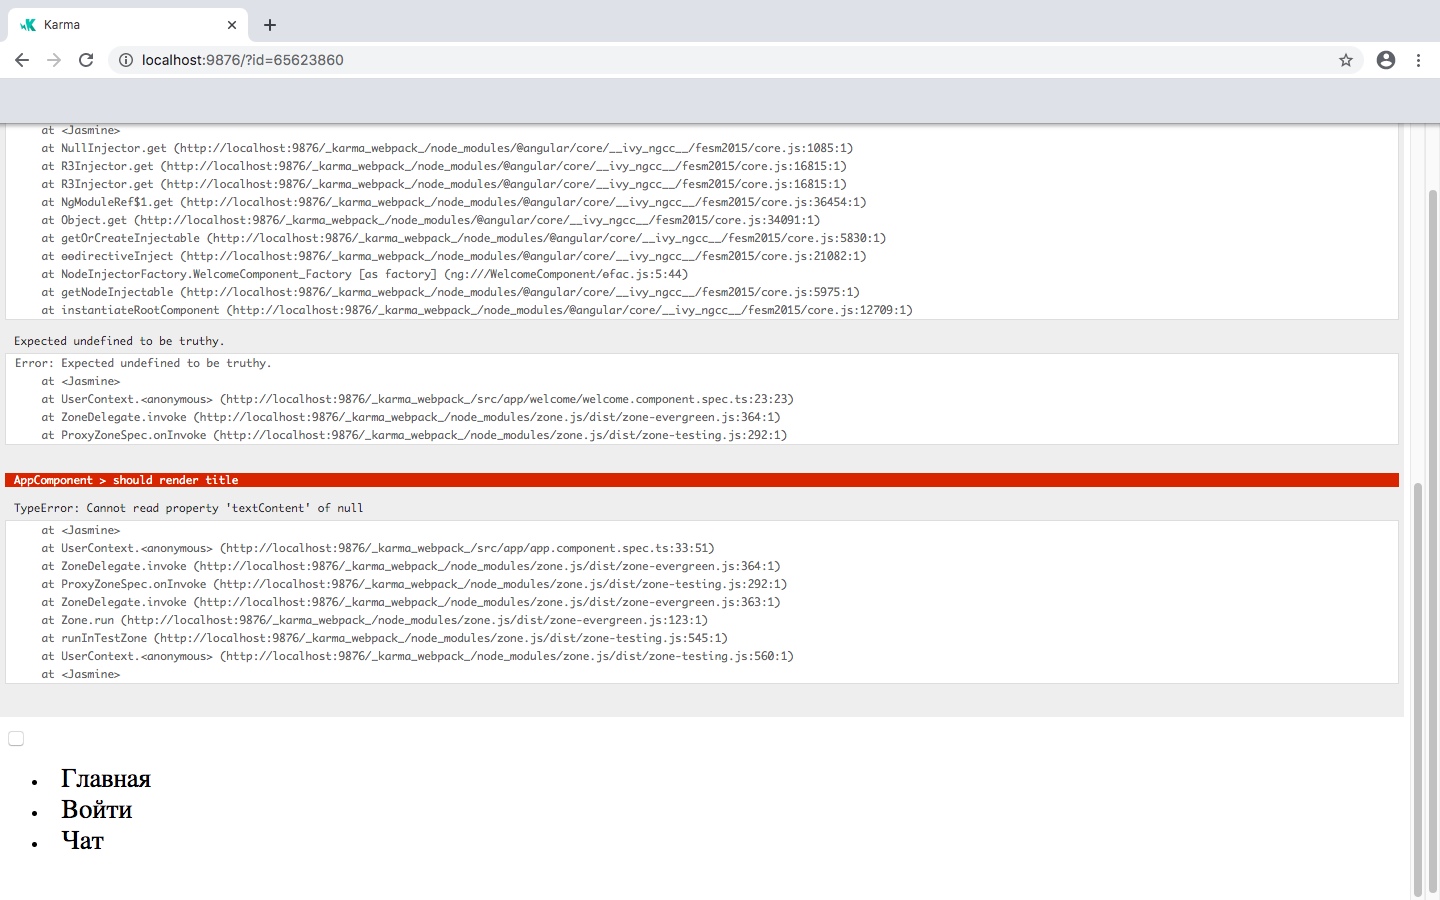 Karma
localhost:9876/?id=65623860
at <Jasmine>
at NullInjector.get (http://localhost:9876/_karma_webpack_/node_modules/@angular/core/__ivy_ngcc__/fesm2015/core.js:1085:1)
at R3Injector.get (http://localhost:9876/_karma_webpack_/node_modules/@angular/core/__ivy_ngcc__/fesm2015/core.js:16815:1)
at R3Injector.get (http://localhost:9876/_karma_webpack_/node_modules/@angular/core/__ivy_ngcc__/fesm2015/core.js:16815:1)
at NgModuleRef$1.get (http://localhost:9876/_karma_webpack_/node_modules/@angular/core/__ivy_ngcc__/fesm2015/core.js:36454:1)
at Object.get (http://localhost:9876/_karma_webpack_/node_modules/@angular/core/__ivy_ngcc__/fesm2015/core.js:34091:1)
at getOrCreateInjectable (http://localhost:9876/_karma_webpack_/node_modules/@angular/core/__ivy_ngcc__/fesm2015/core.js:5830:1)
at ɵɵdirectiveInject (http://localhost:9876/_karma_webpack_/node_modules/@angular/core/__ivy_ngcc__/fesm2015/core.js:21082:1)
at NodeInjectorFactory.WelcomeComponent_Factory [as factory] (ng:///WelcomeComponent/ɵfac.js:5:44)
at getNodeInjectable (http://localhost:9876/_karma_webpack_/node_modules/@angular/core/__ivy_ngcc__/fesm2015/core.js:5975:1)
at instantiateRootComponent (http://localhost:9876/_karma_webpack_/node_modules/@angular/core/__ivy_ngcc__/fesm2015/core.js:12709:1)
Expected undefined to be truthy.
Error: Expected undefined to be truthy.
at <Jasmine>
at UserContext.<anonymous> (http://localhost:9876/_karma_webpack_/src/app/welcome/welcome.component.spec.ts:23:23)
at ZoneDelegate.invoke (http://localhost:9876/_karma_webpack_/node_modules/zone.js/dist/zone-evergreen.js:364:1)
at ProxyZoneSpec.onInvoke (http://localhost:9876/_karma_webpack_/node_modules/zone.js/dist/zone-testing.js:292:1)
AppComponent > should render title
TypeError: Cannot read property 'textContent' of null
at <Jasmine>
at UserContext.<anonymous> (http://localhost:9876/_karma_webpack_/src/app/app.component.spec.ts:33:51)
at ZoneDelegate.invoke (http://localhost:9876/_karma_webpack_/node_modules/zone.js/dist/zone-evergreen.js:364:1)
at ProxyZoneSpec.onInvoke (http://localhost:9876/_karma_webpack_/node_modules/zone.js/dist/zone-testing.js:292:1)
at ZoneDelegate.invoke (http://localhost:9876/_karma_webpack_/node_modules/zone.js/dist/zone-evergreen.js:363:1)
at Zone.run (http://localhost:9876/_karma_webpack_/node_modules/zone.js/dist/zone-evergreen.js:123:1)
at runInTestZone (http://localhost:9876/_karma_webpack_/node_modules/zone.js/dist/zone-testing.js:545:1)
at UserContext.<anonymous> (http://localhost:9876/_karma_webpack_/node_modules/zone.js/dist/zone-testing.js:560:1)
at <Jasmine>
• Главная
• Войти
• Чат